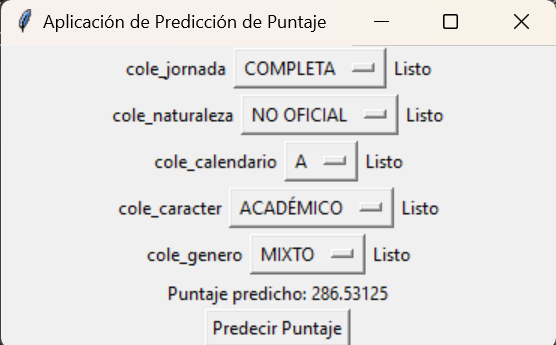 Aplicación de Predicción de Puntaje
cole_jornada COMPLETA Listo
cole_naturaleza NO OFICIAL Listo
cole_calendario A Listo
cole_caracter ACADÉMICO Listo
cole_genero MIXTO Listo
Puntaje predicho: 286.53125
Predecir Puntaje